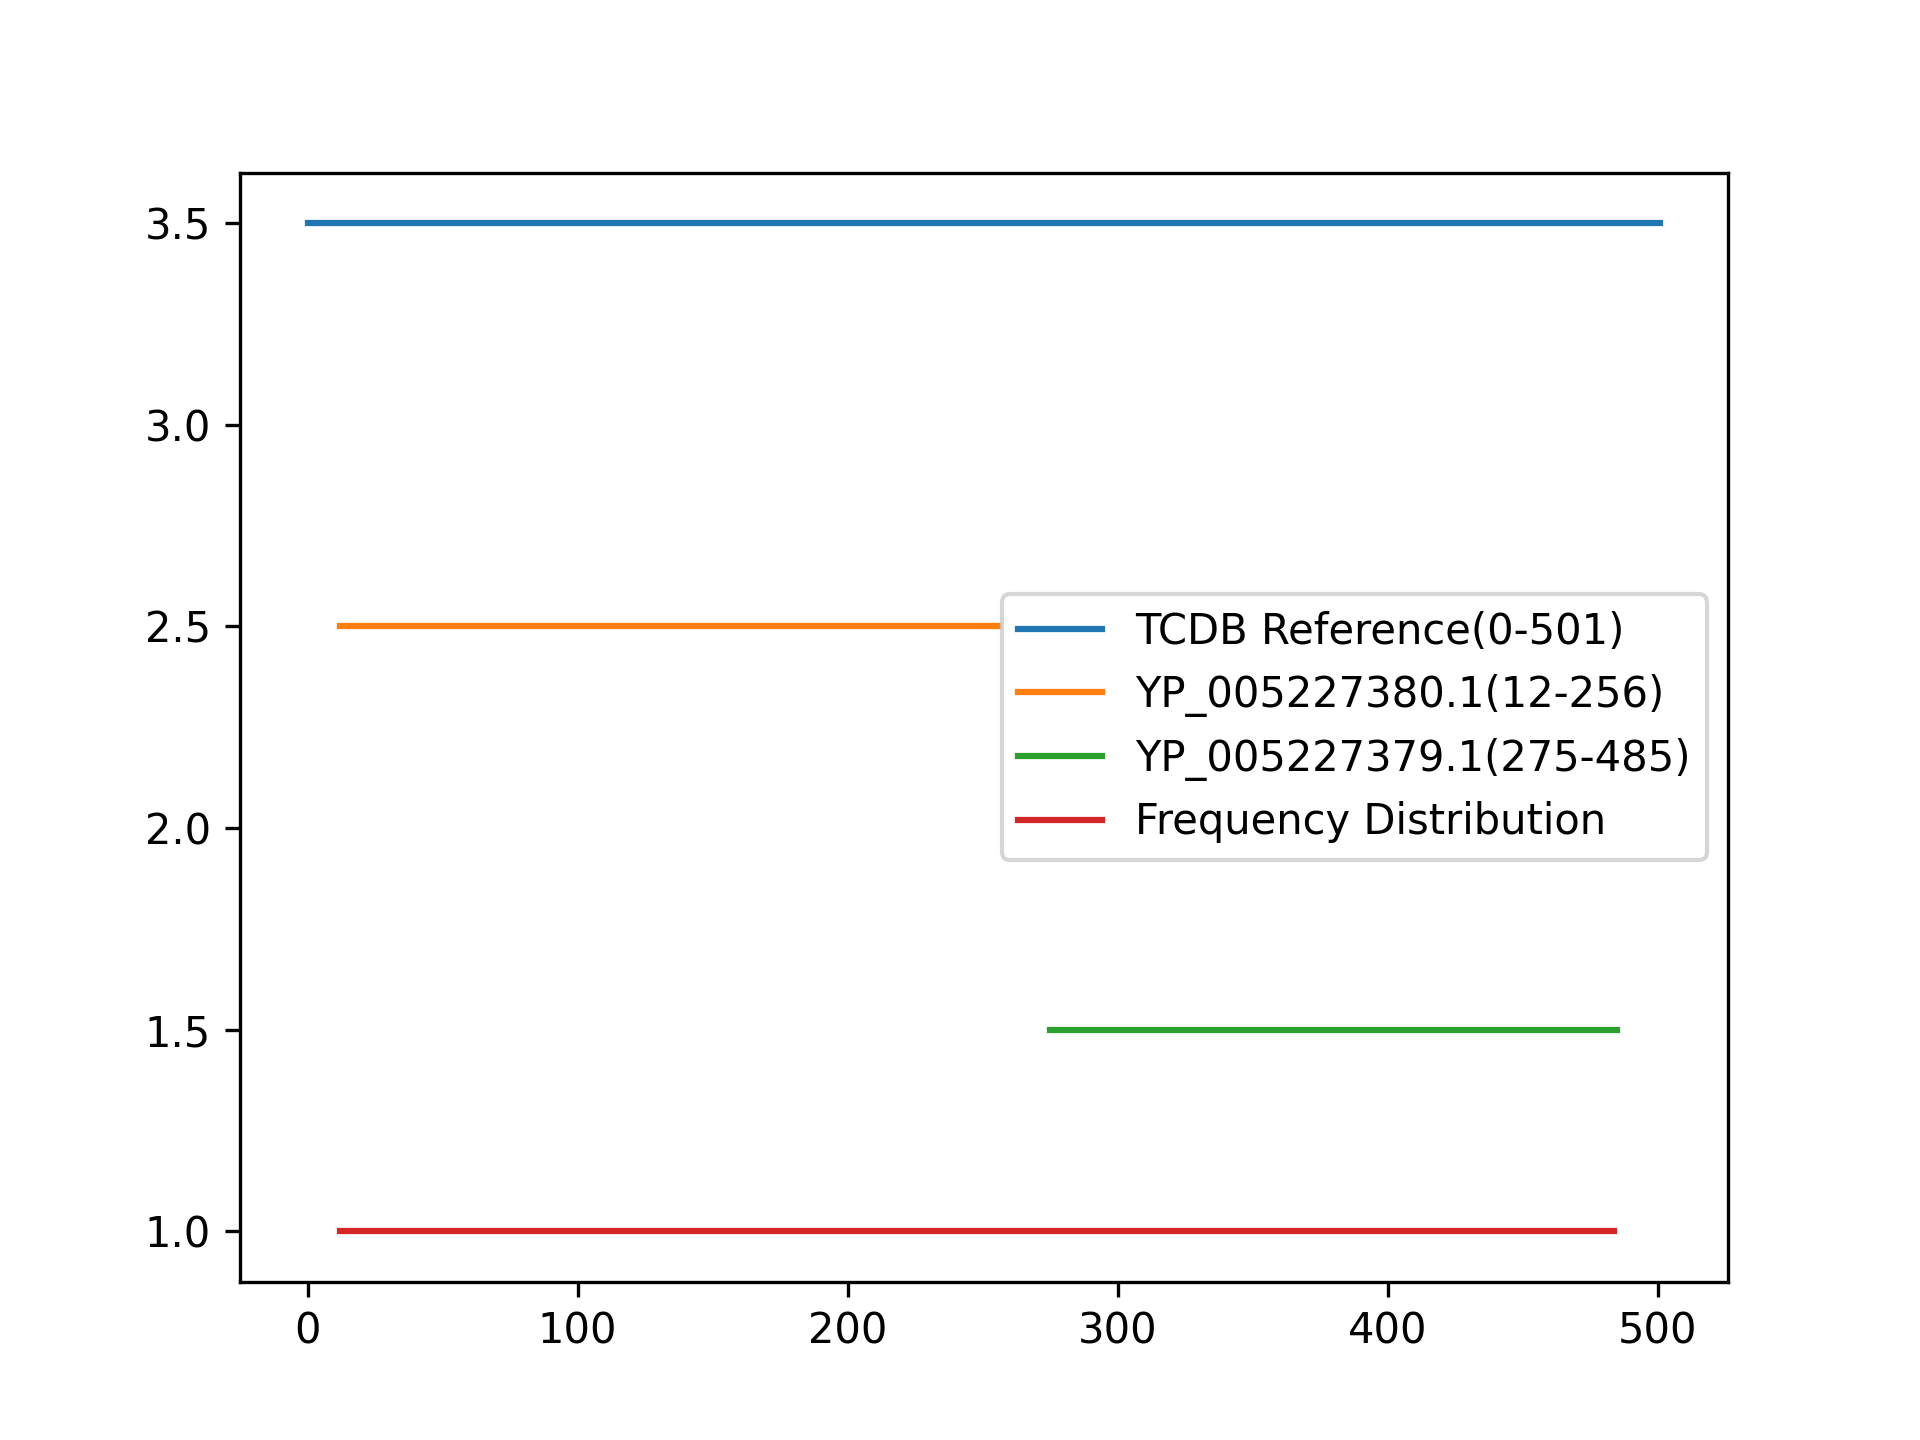 3.5
3.0
2.5
2.0
1.5
1.0
TCDB Reference(0-501)
YP_005227380.1(12-256)
YP_005227379.1(275-485)
Frequency Distribution
0 100 200 300 400 500